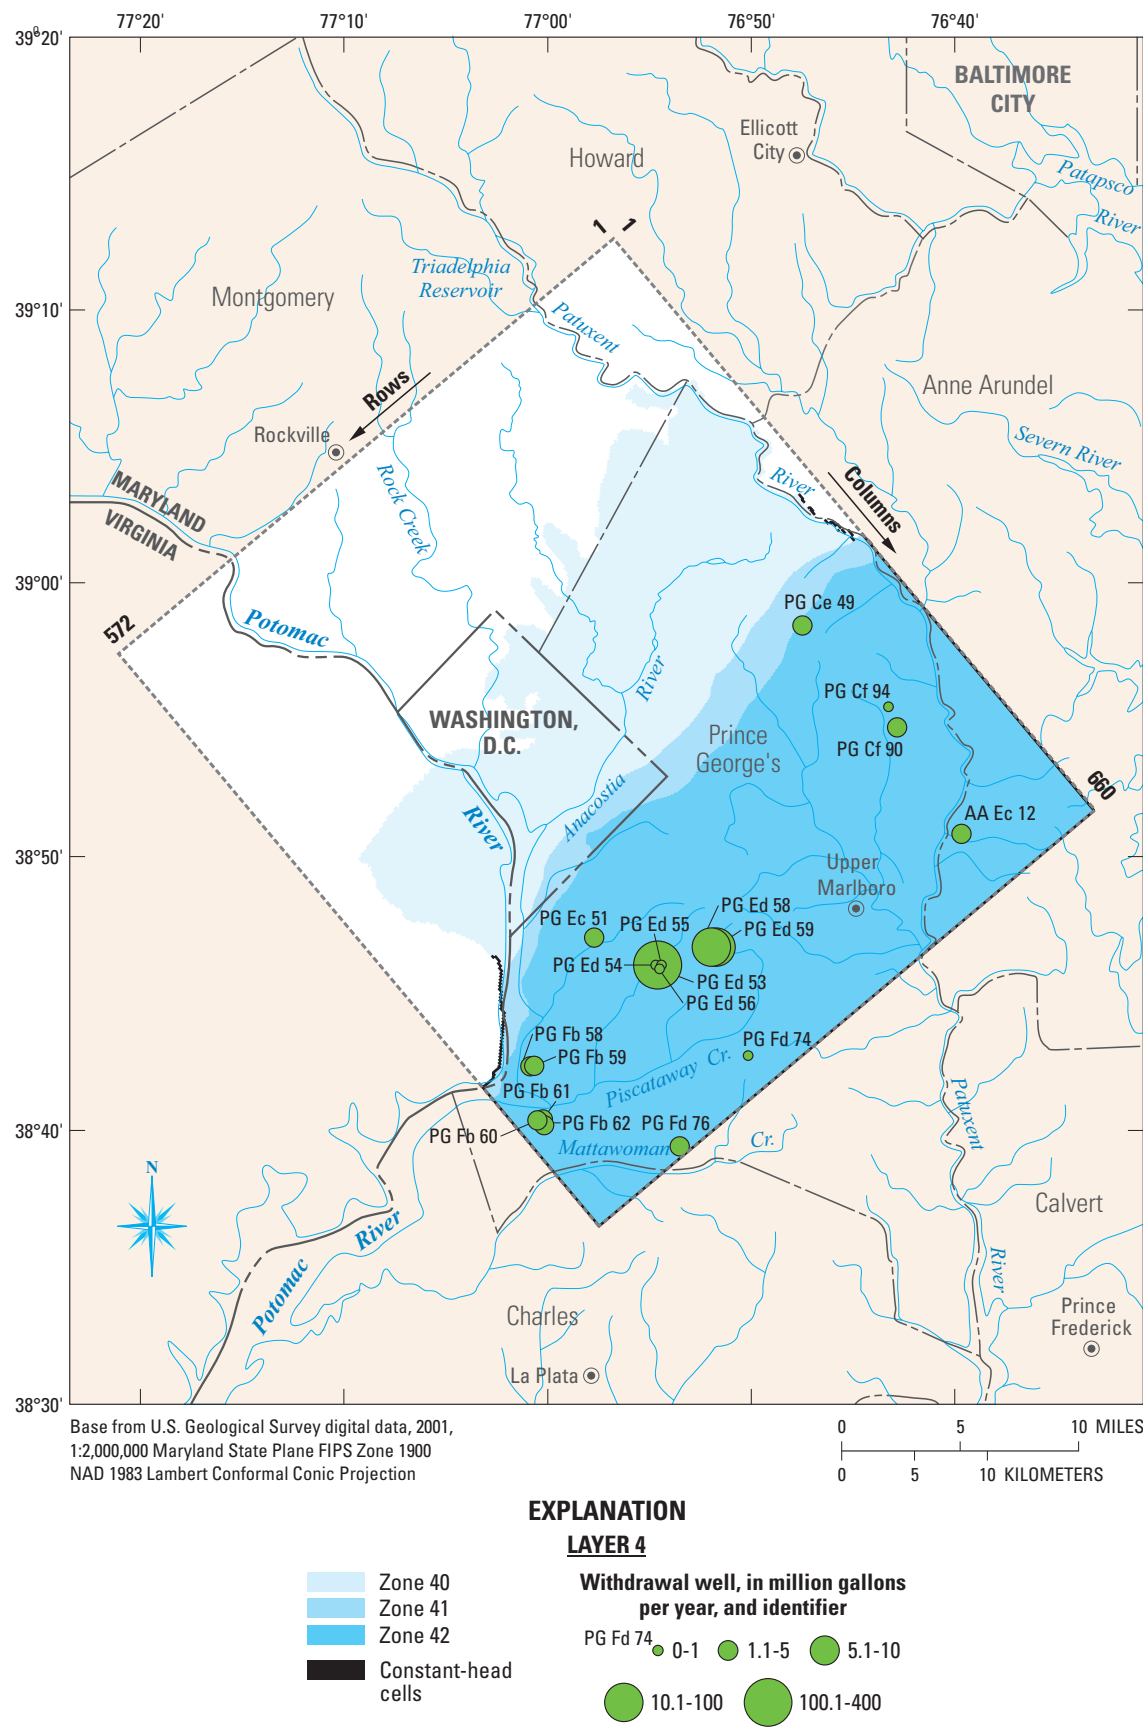 77°20'
77°10'
77°00'
76°50'
76°40'
39°20'
39°10'
39°00'
38°50'
38°40'
38°30'
BALTIMORE
CITY
Ellicott
City
Howard
Patapsco
River
1
1
Triadelphia
Reservoir
Montgomery
Patuxent
River
Anne Arundel
Rows
Rockville
Severn River
Columns
Rock Creek
MARYLAND
VIRGINIA
PG Ce 49
572
Potomac
River
River
Anacostia
PG Cf 94
WASHINGTON,
D.C.
Prince
George's
PG Cf 90
660
AA Ec 12
Upper
Marlboro
PG Ed 58
PG Ec 51
PG Ed 55
PG Ed 59
PG Ed 54
PG Ed 53
PG Ed 56
PG Fb 58
PG Fd 74
PG Fb 59
Piscataway Cr.
PG Fb 61
PG Fb 62
PG Fd 76
PG Fb 60
Mattawoman
Cr.
Patuxent
River
N
Calvert
Potomac
River
Charles
Prince
Frederick
La Plata
Base from U.S. Geological Survey digital data, 2001,
1:2,000,000 Maryland State Plane FIPS Zone 1900
NAD 1983 Lambert Conformal Conic Projection
0 5 10 MILES
0 5 10 KILOMETERS
EXPLANATION
LAYER 4
Zone 40
Zone 41
Zone 42
Constant-head
cells
Withdrawal well, in million gallons
per year, and identifier
PG Fd 74
0-1
1.1-5
5.1-10
10.1-100
100.1-400